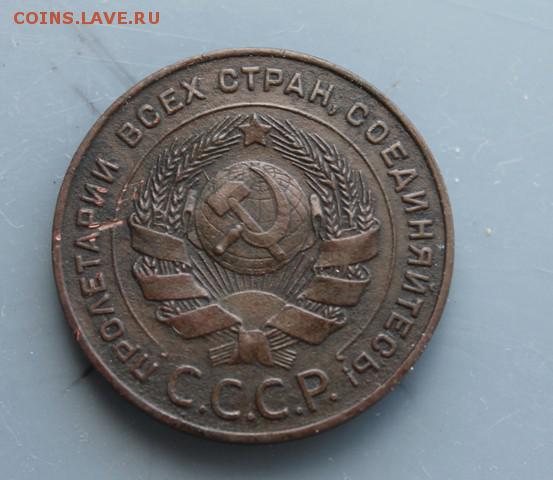 COINS.LAVE.RU
ПРОЛЕТАРИИ ВСЕХ СТРАН, СОЕДИНЯЙТЕСЬ!
С.С.С.Р.